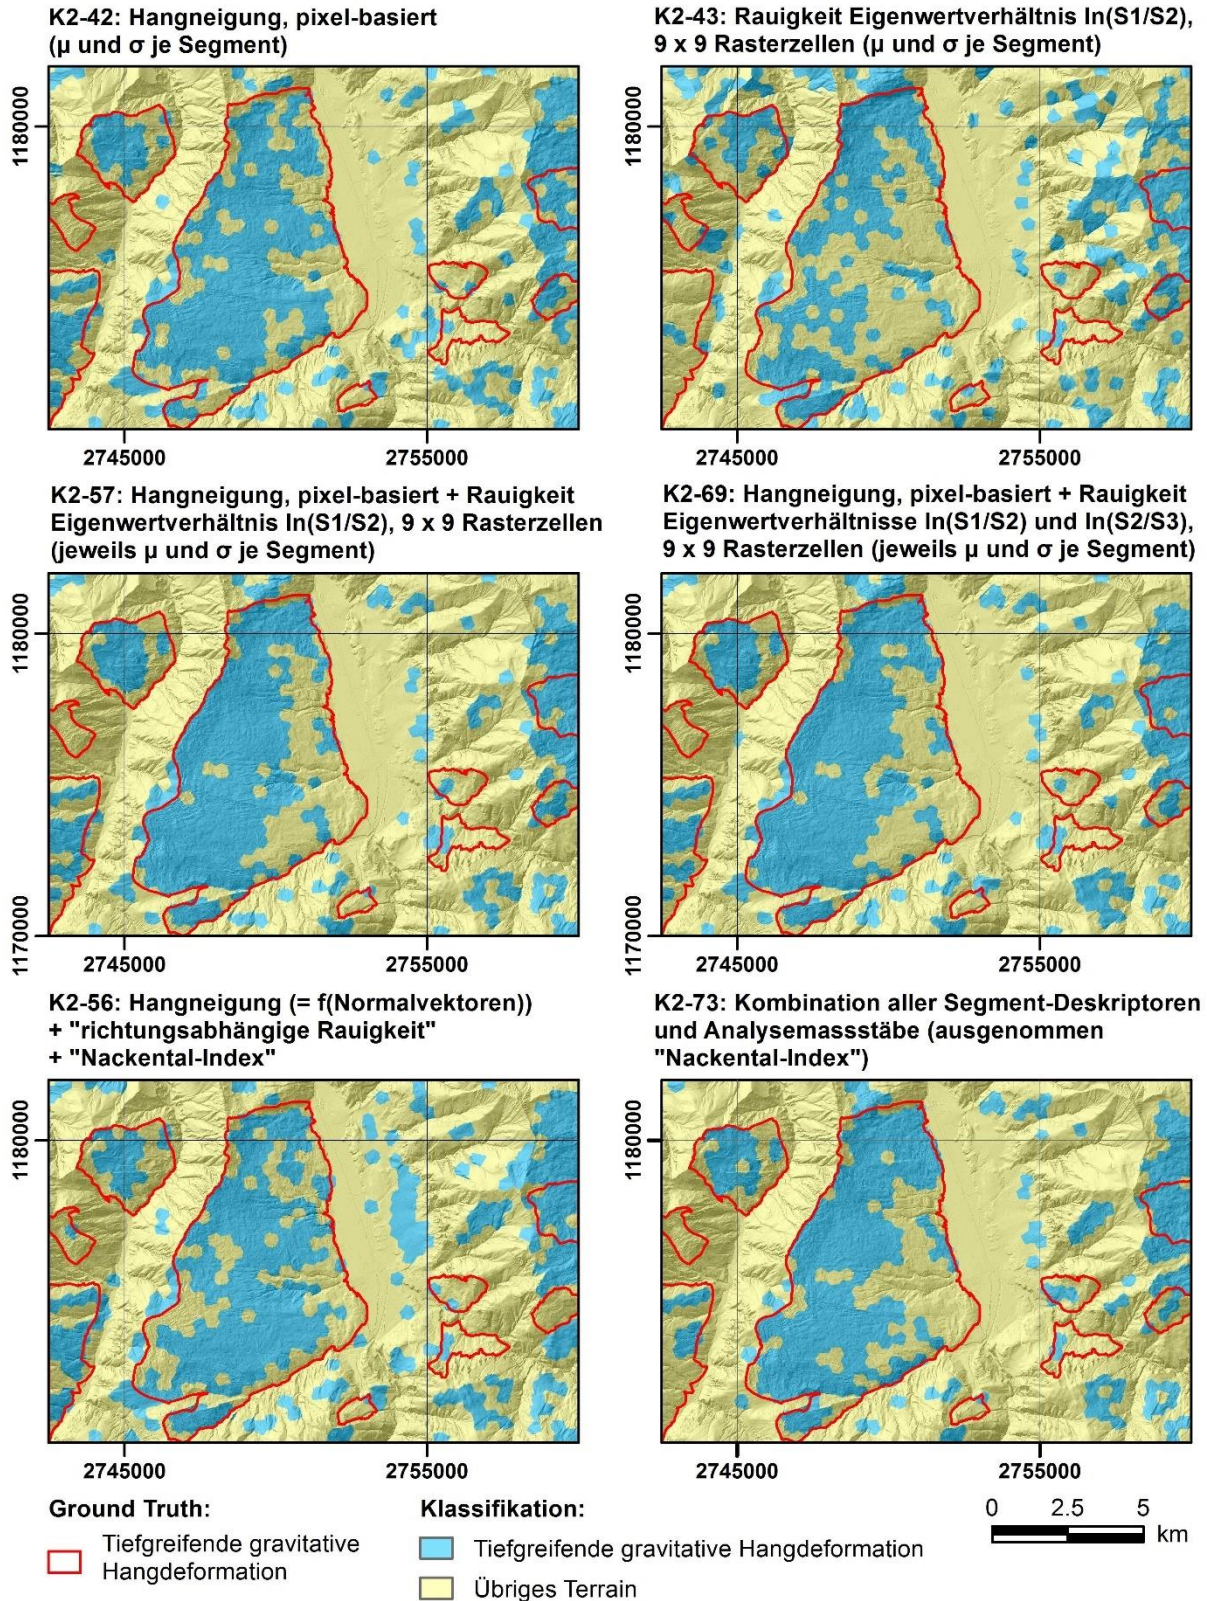 K2-42: Hangneigung, pixel-basiert
(µ und σ je Segment)
K2-43: Rauigkeit Eigenwertverhältnis ln(S1/S2),
9 x 9 Rasterzellen (µ und σ je Segment)
1180000
1180000
2745000
2755000
2745000
2755000
K2-57: Hangneigung, pixel-basiert + Rauigkeit
Eigenwertverhältnis ln(S1/S2), 9 x 9 Rasterzellen
(jeweils µ und σ je Segment)
K2-69: Hangneigung, pixel-basiert + Rauigkeit
Eigenwertverhältnisse ln(S1/S2) und ln(S2/S3),
9 x 9 Rasterzellen (jeweils µ und σ je Segment)
1180000
1170000
1180000
1170000
2745000
2755000
2745000
2755000
K2-56: Hangneigung (= f(Normalvektoren))
+ "richtungsabhängige Rauigkeit"
+ "Nackental-Index"
K2-73: Kombination aller Segment-Deskriptoren
und Analysemassstäbe (ausgenommen
"Nackental-Index")
1180000
1180000
2745000
2755000
2745000
2755000
Ground Truth:
Tiefgreifende gravitative
Hangdeformation
Klassifikation:
Tiefgreifende gravitative Hangdeformation
Übriges Terrain
0 2.5 5
km